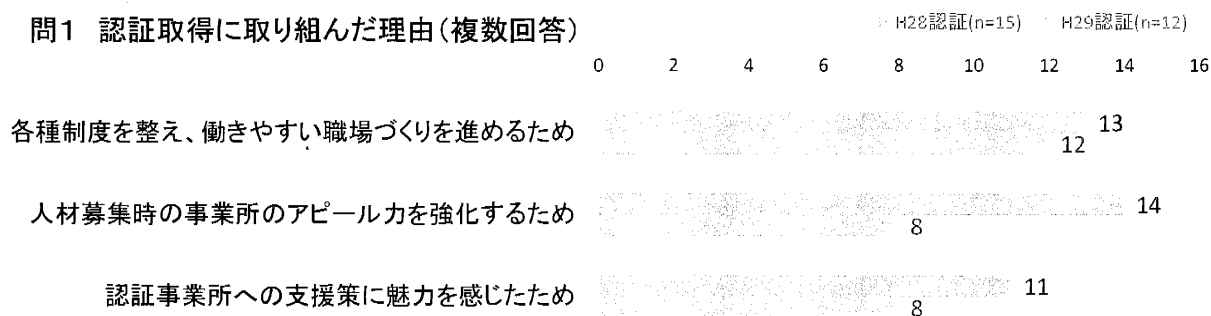 問1 認証取得に取り組んだ理由(複数回答)
H28認証(n=15) H29認証(n=12)
0 2 4 6 8 10 12 14 16
各種制度を整え、働きやすい職場づくりを進めるため
13
12
人材募集時の事業所のアピール力を強化するため
14
8
認証事業所への支援策に魅力を感じたため
11
8